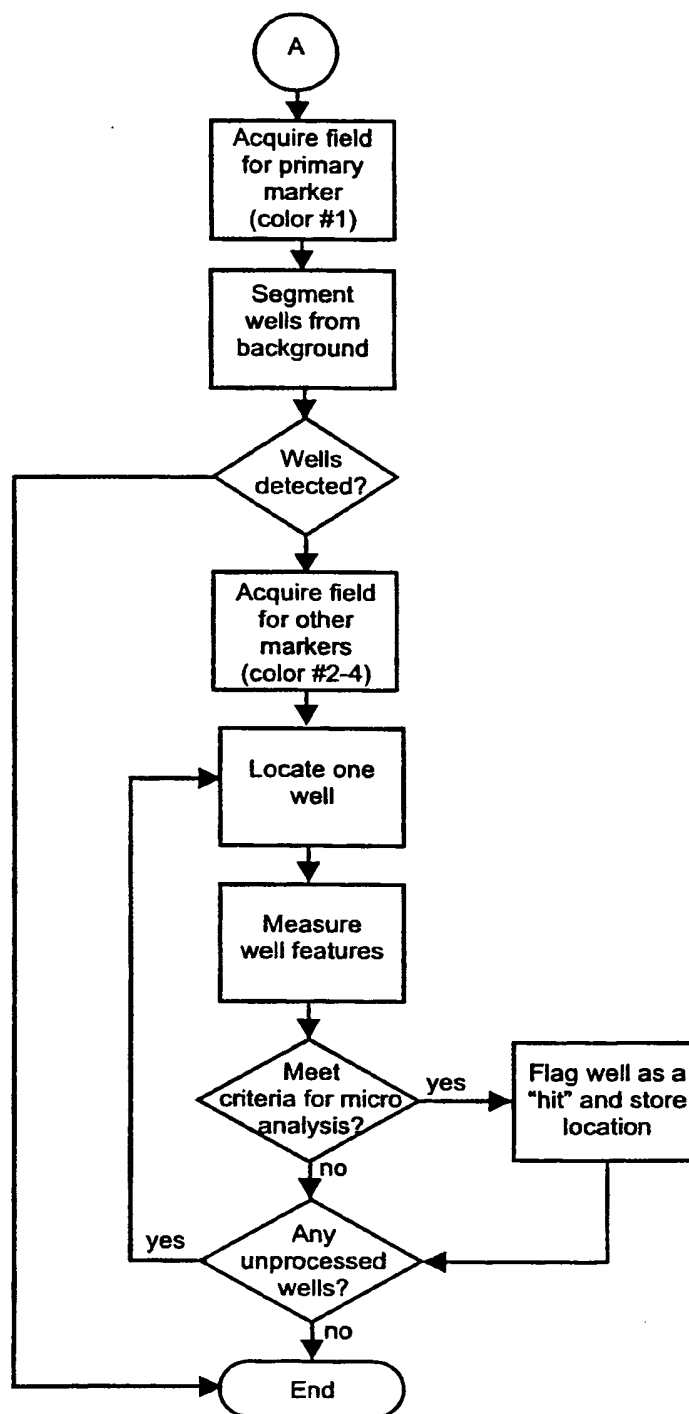 A
Acquire field
for primary
marker
(color #1)
Segment
wells from
background
Wells
detected?
Acquire field
for other
markers
(color #2-4)
Locate one
well
Measure
well features
Meet
criteria for micro
analysis?
yes
Flag well as a
"hit" and store
location
no
Any
unprocessed
wells?
yes
no
End